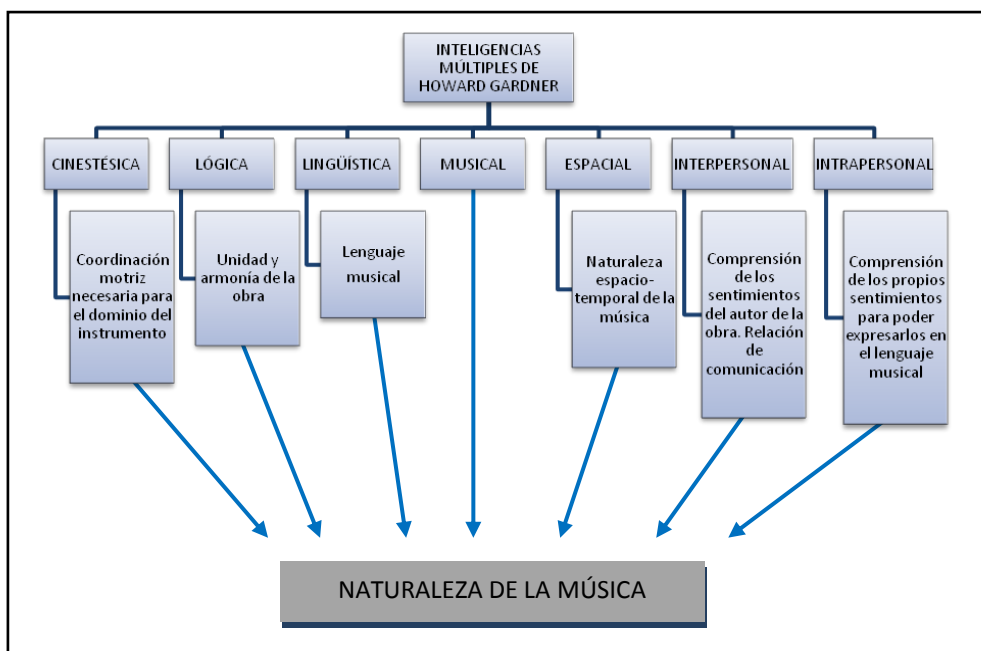 INTELIGENCIAS
MÚLTIPLES DE
HOWARD GARDNER
CINESTÉSICA
LÓGICA
LINGÜÍSTICA
MUSICAL
ESPACIAL
INTERPERSONAL
INTRAPERSONAL
Coordinación
motriz
necesaria para
el dominio del
instrumento
Unidad y
armonía de la
obra
Lenguaje
musical
Naturaleza
espacio-
temporal de la
música
Comprensión
de los
sentimientos
del autor de la
obra. Relación
de
comunicación
Comprensión
de los propios
sentimientos
para poder
expresarlos en
el lenguaje
musical
NATURALEZA DE LA MÚSICA